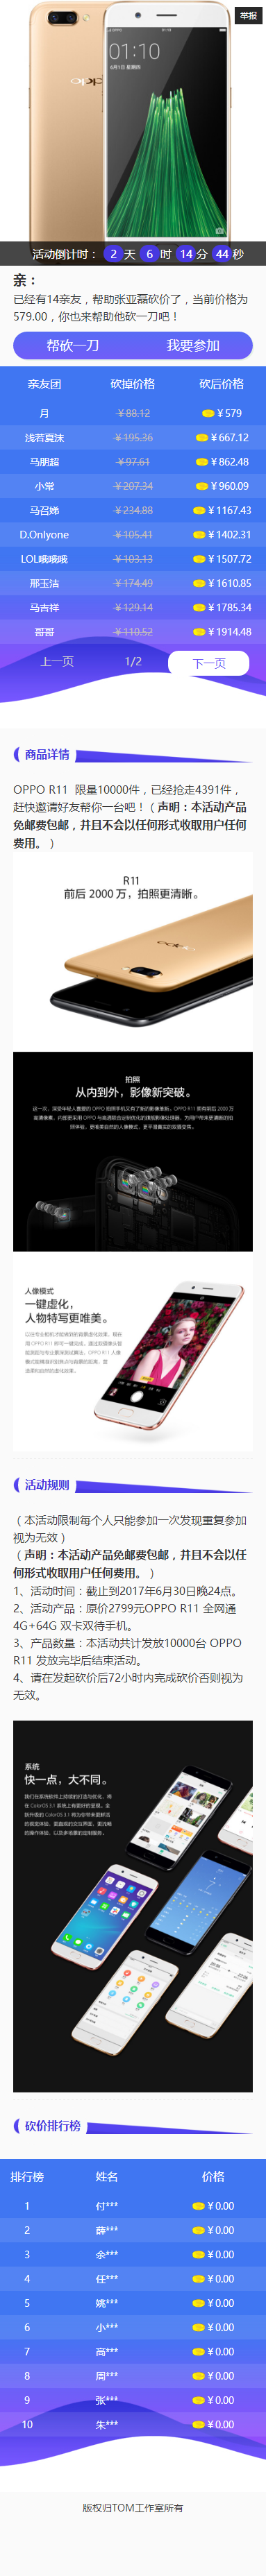 举报
OPPO
01:10
6月1日 星期四
活动倒计时： 2 天 6 时 14 分 44 秒
亲：
已经有14亲友，帮助张亚磊砍价了，当前价格为
579.00，你也来帮助他砍一刀吧！
帮砍一刀 我要参加
亲友团 砍掉价格 砍后价格
月 ￥88.12 ￥579
浅若夏沫 ￥195.36 ￥667.12
马朋超 ￥97.61 ￥862.48
小常 ￥207.34 ￥960.09
马召娣 ￥234.88 ￥1167.43
D.Onlyone ￥105.41 ￥1402.31
LOL哦哦哦 ￥103.13 ￥1507.72
邢玉洁 ￥174.49 ￥1610.85
马吉祥 ￥129.14 ￥1785.34
哥哥 ￥110.52 ￥1914.48
上一页 1/2 下一页
商品详情
OPPO R11 限量10000件，已经抢走4391件，
赶快邀请好友帮你一台吧！（声明：本活动产品
免邮费包邮，并且不会以任何形式收取用户任何
费用。）
R11
前后 2000 万，拍照更清晰。
拍照
从内到外，影像新突破。
人像模式
一键虚化，
人物特写更唯美。
活动规则
（本活动限制每个人只能参加一次发现重复参加
视为无效）
（声明：本活动产品免邮费包邮，并且不会以任
何形式收取用户任何费用。）
1、活动时间：截止到2017年6月30日晚24点。
2、活动产品：原价2799元OPPO R11 全网通
4G+64G 双卡双待手机。
3、产品数量：本活动共计发放10000台 OPPO
R11 发放完毕后结束活动。
4、请在发起砍价后72小时内完成砍价否则视为
无效。
系统
快一点，大不同。
砍价排行榜
排行榜 姓名 价格
1 付*** ￥0.00
2 薛*** ￥0.00
3 余*** ￥0.00
4 任*** ￥0.00
5 姚*** ￥0.00
6 小*** ￥0.00
7 高*** ￥0.00
8 周*** ￥0.00
9 张*** ￥0.00
10 朱*** ￥0.00
版权归TOM工作室所有